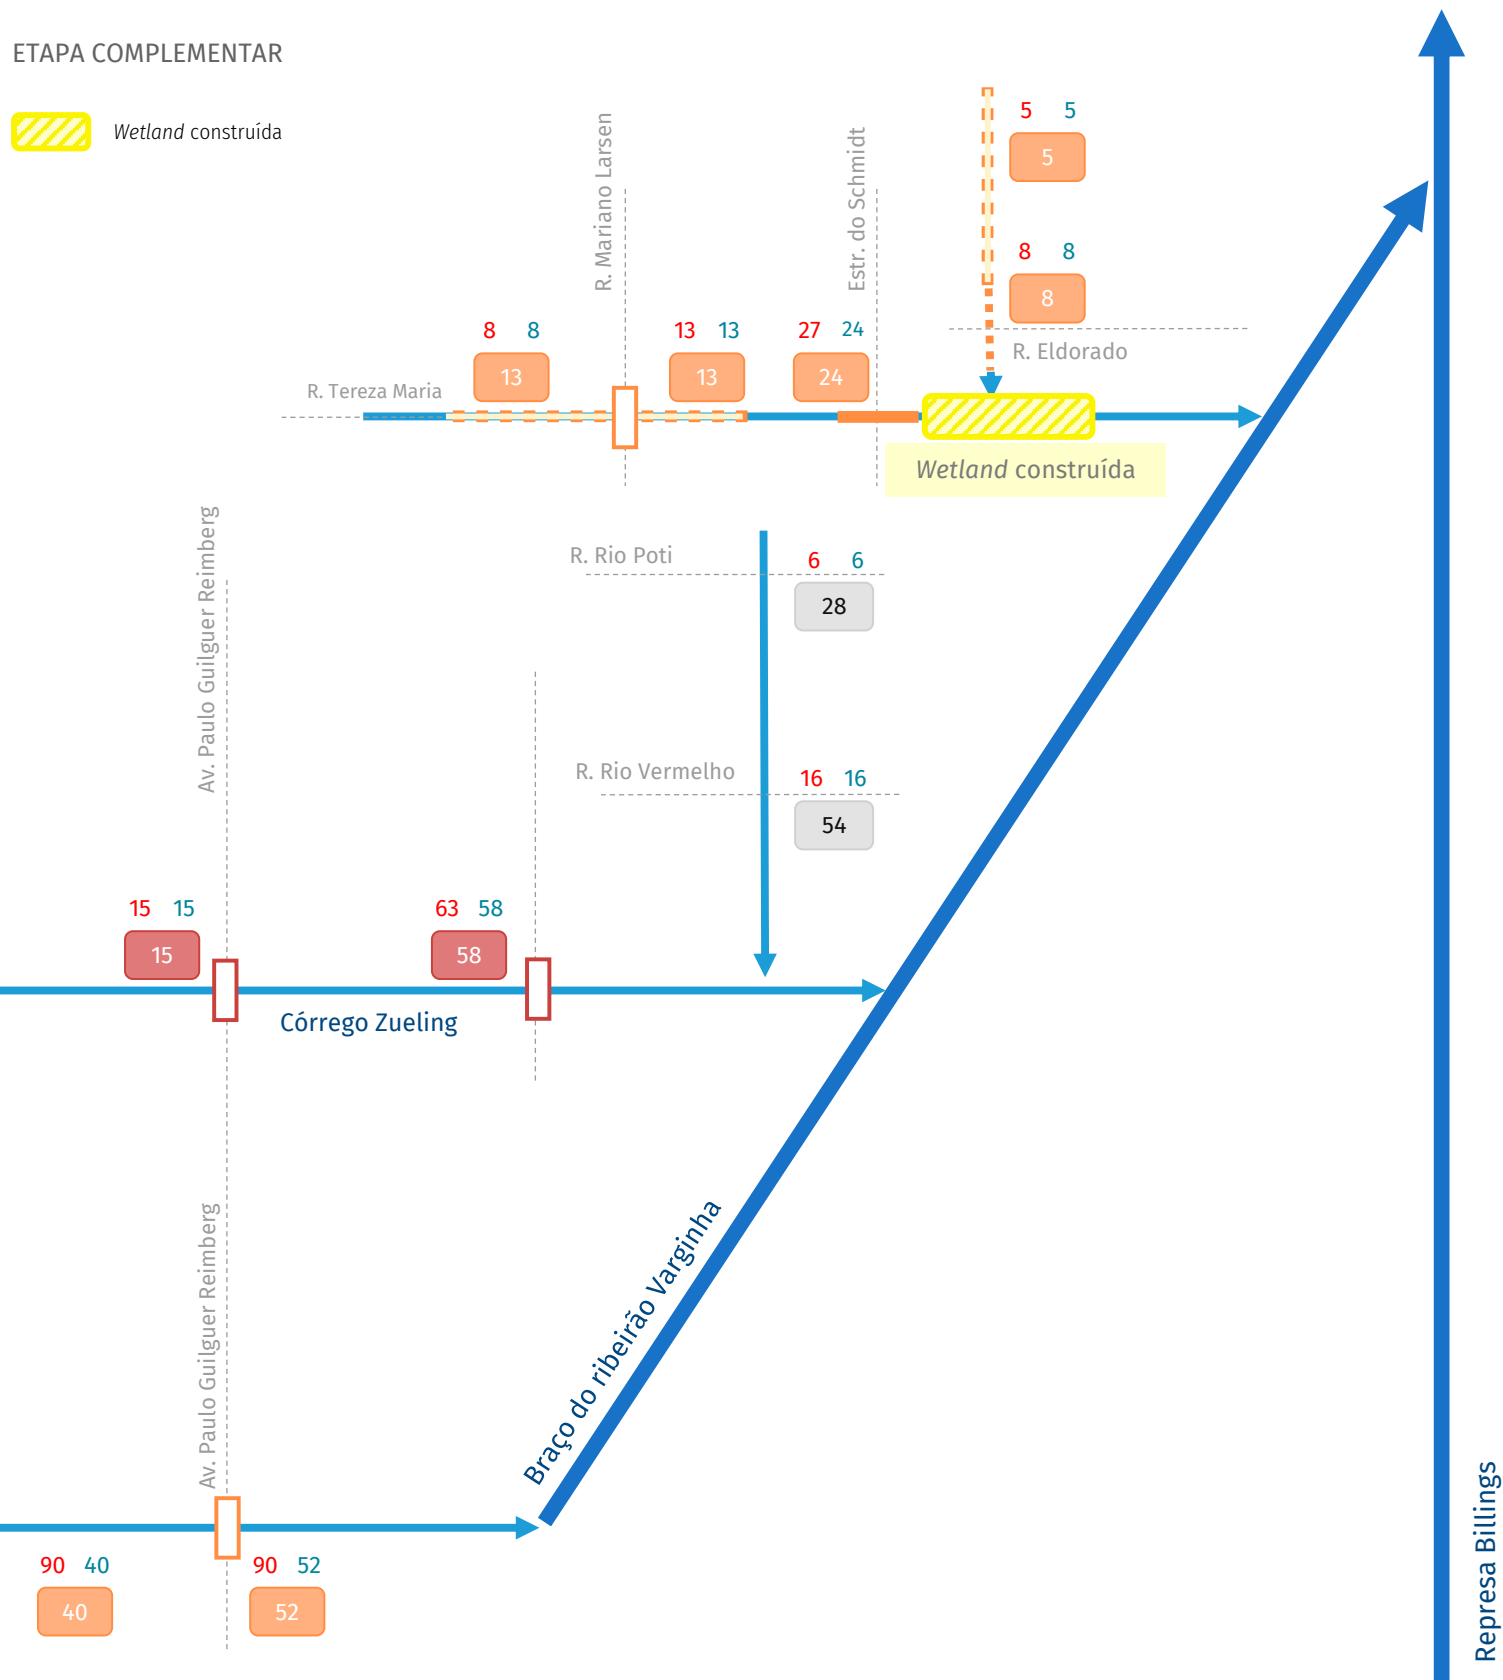 ETAPA COMPLEMENTAR
Wetland construída
R. Mariano Larsen
Estr. do Schmidt
5 5
5
8 8
8
R. Eldorado
R. Tereza Maria
8 8
13
13 13
13
27 24
24
Wetland construída
Av. Paulo Guilguer Reimberg
R. Rio Poti
6 6
28
R. Rio Vermelho
16 16
54
15 15
15
63 58
58
Córrego Zueling
Av. Paulo Guilguer Reimberg
Braço do ribeirão Varginha
90 40
40
90 52
52
Represa Billings